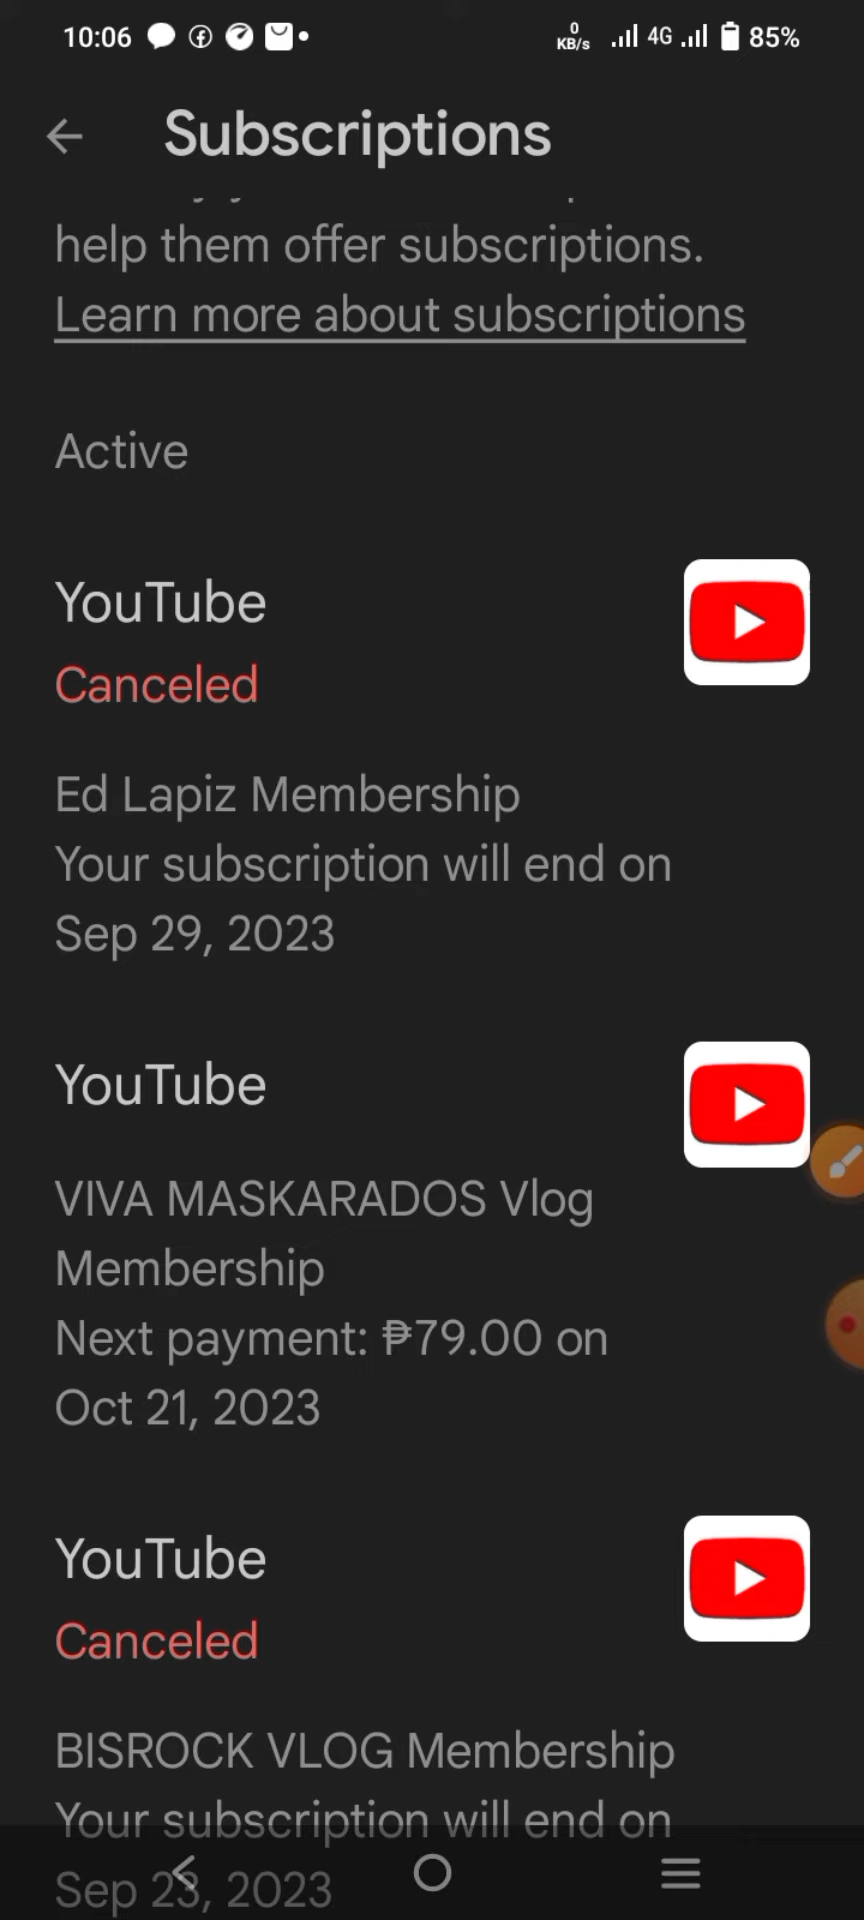 10:06
0
KB/s
4G
85%
Subscriptions
help them offer subscriptions.
Learn more about subscriptions
Active
YouTube
Canceled
Ed Lapiz Membership
Your subscription will end on
Sep 29, 2023
YouTube
VIVA MASKARADOS Vlog
Membership
Next payment: ₱79.00 on
Oct 21, 2023
YouTube
Canceled
BISROCK VLOG Membership
Your subscription will end on
Sep 23, 2023